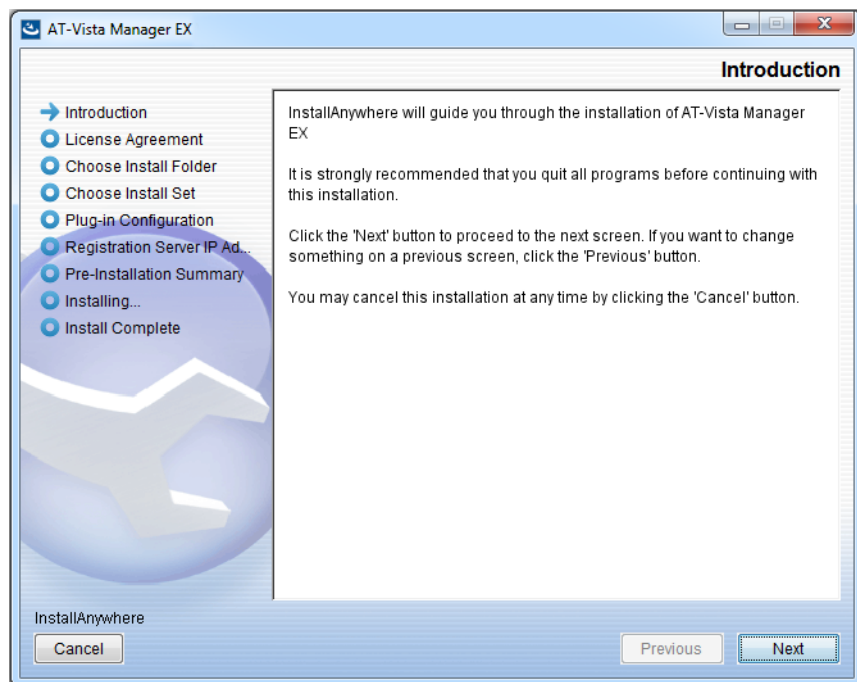 AT-Vista Manager EX
Introduction
Introduction
License Agreement
Choose Install Folder
Choose Install Set
Plug-in Configuration
Registration Server IP Ad...
Pre-Installation Summary
Installing...
Install Complete
InstallAnywhere will guide you through the installation of AT-Vista Manager
EX
It is strongly recommended that you quit all programs before continuing with
this installation.
Click the 'Next' button to proceed to the next screen. If you want to change
something on a previous screen, click the 'Previous' button.
You may cancel this installation at any time by clicking the 'Cancel' button.
InstallAnywhere
Cancel
Previous
Next